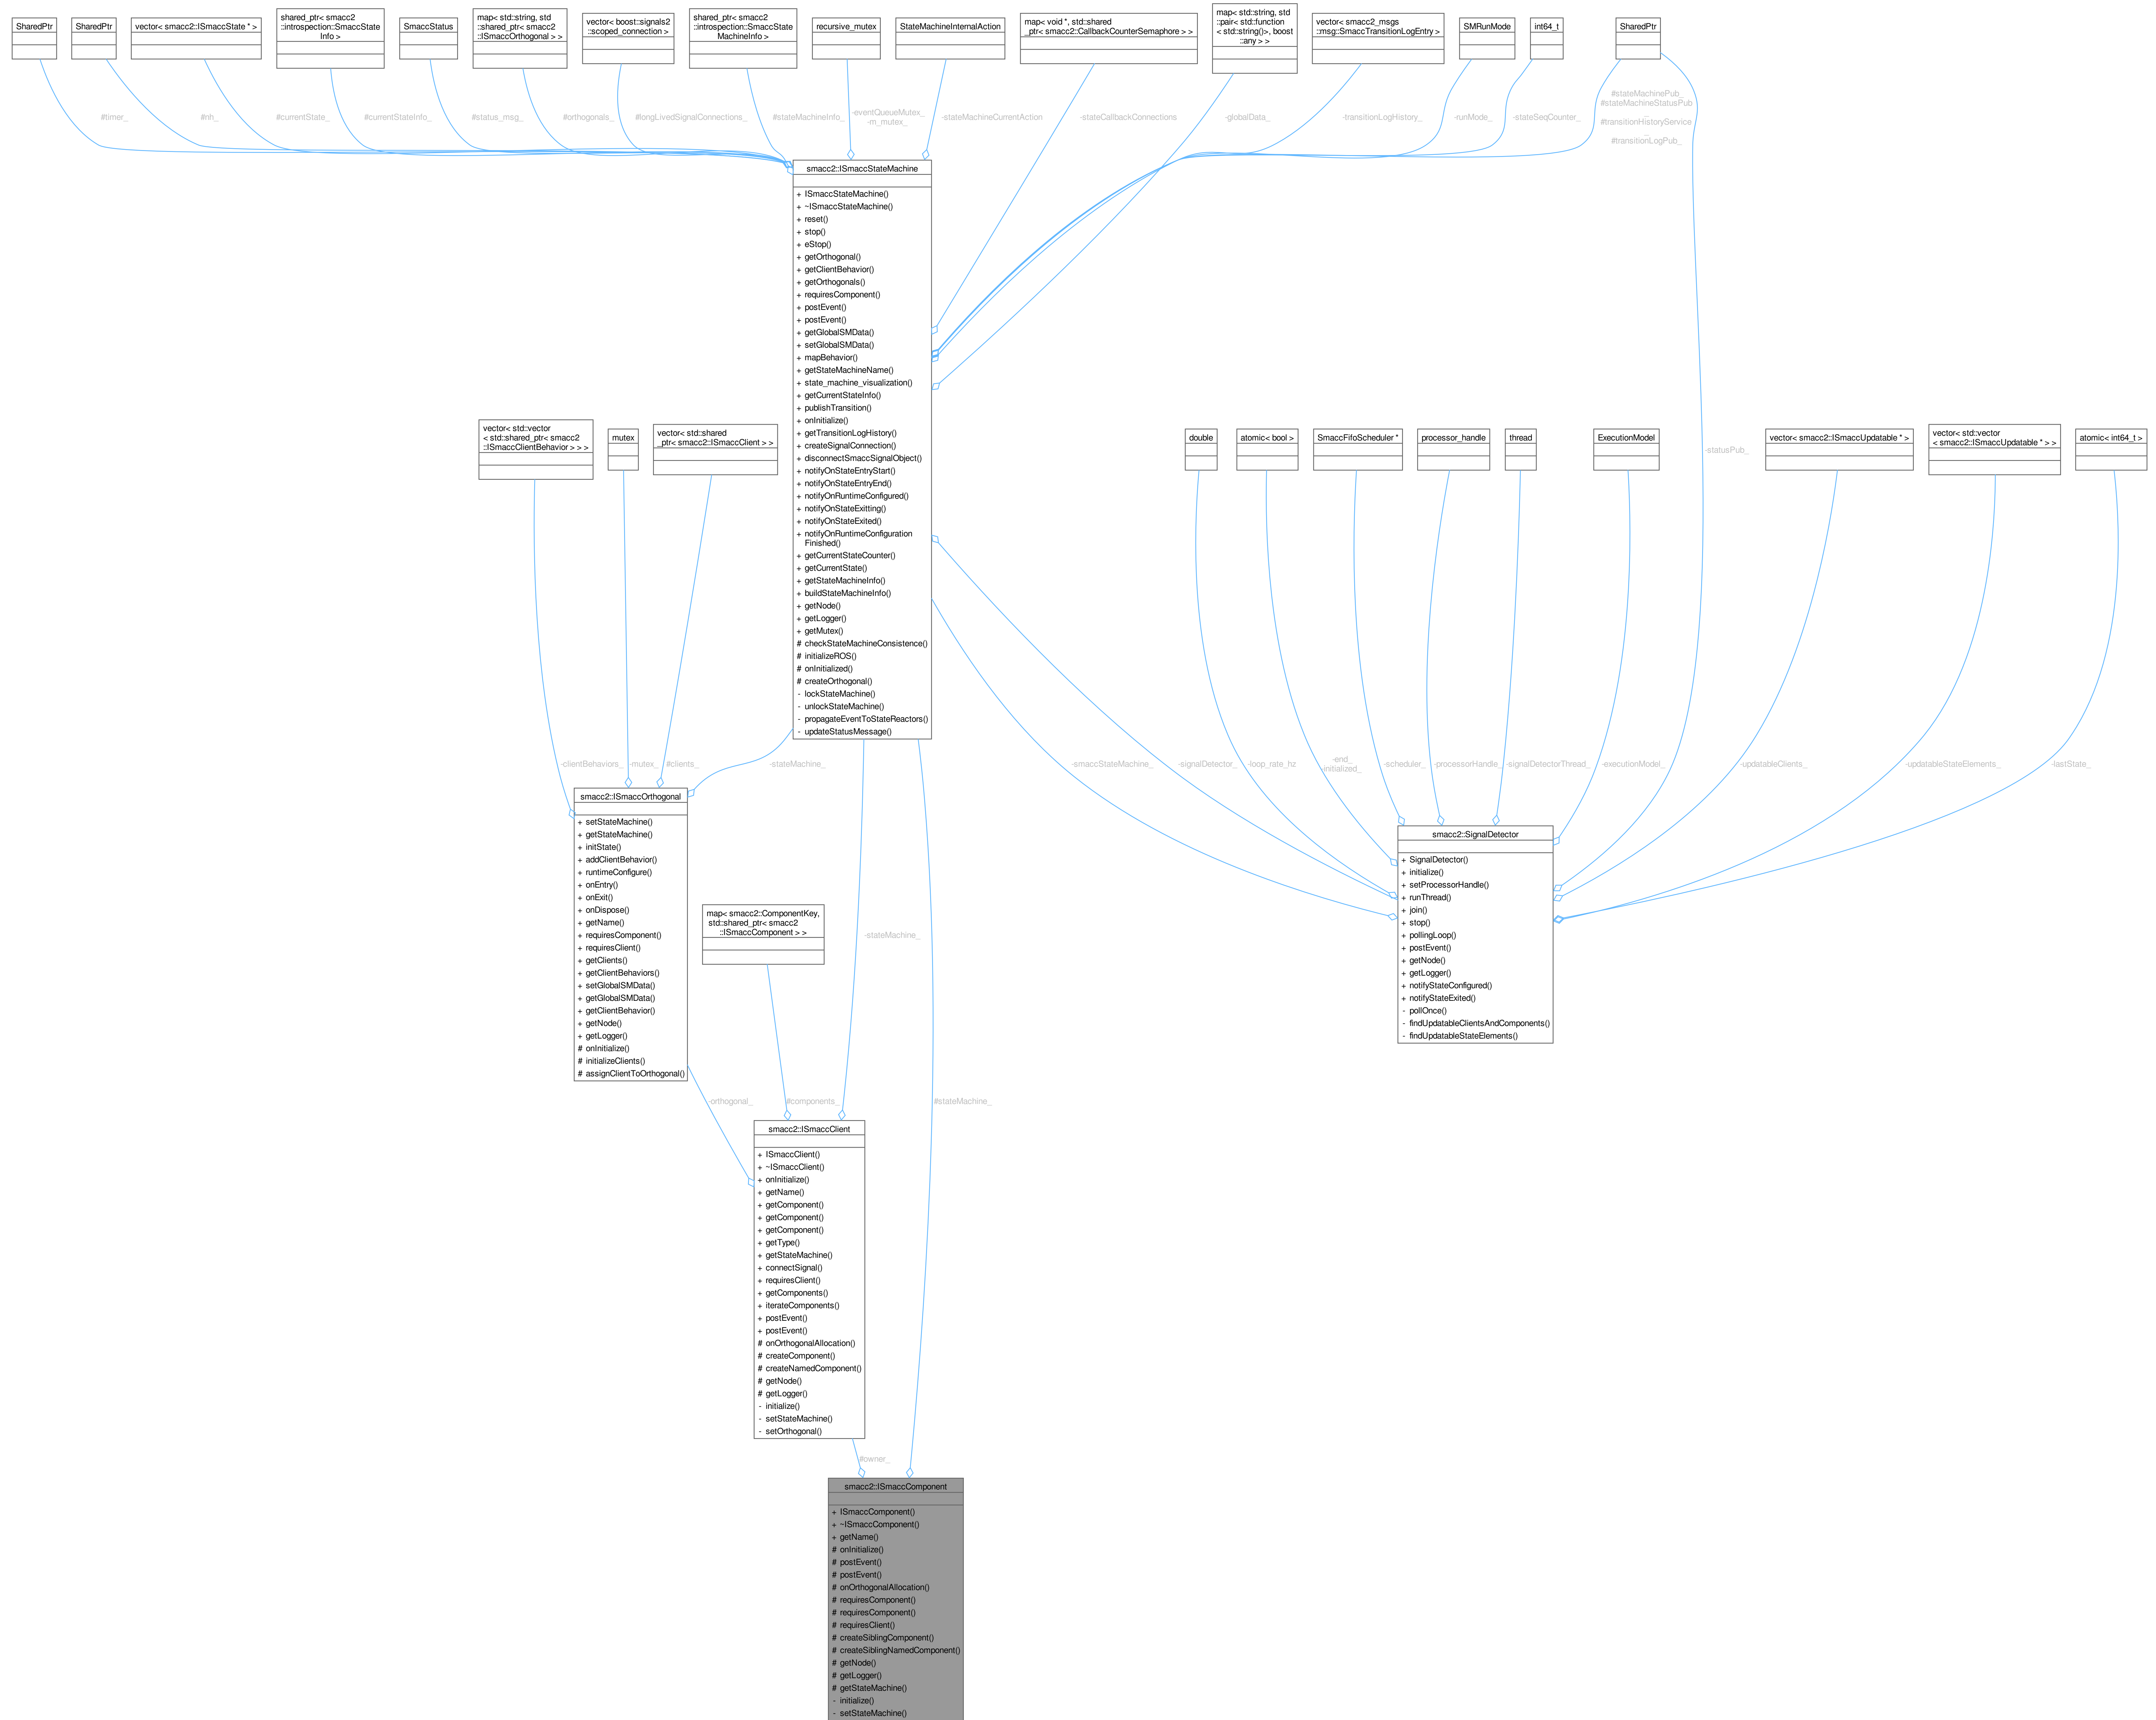 SharedPtr
SharedPtr
vector< smacc2::ISmaccState * >
shared_ptr< smacc2
::introspection::SmaccState
Info >
SmaccStatus
map< std::string, std
::shared_ptr< smacc2
::ISmaccOrthogonal > >
vector< boost::signals2
::scoped_connection >
shared_ptr< smacc2
::introspection::SmaccState
MachineInfo >
recursive_mutex
StateMachineInternalAction
map< void *, std::shared
_ptr< smacc2::CallbackCounterSemaphore > >
map< std::string, std
::pair< std::function
< std::string()>, boost
::any > >
vector< smacc2_msgs
::msg::SmaccTransitionLogEntry >
SMRunMode
int64_t
SharedPtr
#timer_
#nh_
#currentState_
#currentStateInfo_
#status_msg_
#orthogonals_
#longLivedSignalConnections_
#stateMachineInfo_
-eventQueueMutex_
-m_mutex_
-stateMachineCurrentAction
-stateCallbackConnections
-globalData_
-transitionLogHistory_
-runMode_
-stateSeqCounter_
#stateMachinePub_
#stateMachineStatusPub
_
#transitionHistoryService
_
#transitionLogPub_
smacc2::ISmaccStateMachine
+ ISmaccStateMachine()
+ ~ISmaccStateMachine()
+ reset()
+ stop()
+ eStop()
+ getOrthogonal()
+ getClientBehavior()
+ getOrthogonals()
+ requiresComponent()
+ postEvent()
+ postEvent()
+ getGlobalSMData()
+ setGlobalSMData()
+ mapBehavior()
+ getStateMachineName()
+ state_machine_visualization()
+ getCurrentStateInfo()
+ publishTransition()
+ onInitialize()
+ getTransitionLogHistory()
+ createSignalConnection()
+ disconnectSmaccSignalObject()
+ notifyOnStateEntryStart()
+ notifyOnStateEntryEnd()
+ notifyOnRuntimeConfigured()
+ notifyOnStateExitting()
+ notifyOnStateExited()
+ notifyOnRuntimeConfiguration
Finished()
+ getCurrentStateCounter()
+ getCurrentState()
+ getStateMachineInfo()
+ buildStateMachineInfo()
+ getNode()
+ getLogger()
+ getMutex()
# checkStateMachineConsistence()
# initializeROS()
# onInitialized()
# createOrthogonal()
- lockStateMachine()
- unlockStateMachine()
- propagateEventToStateReactors()
- updateStatusMessage()
vector< std::vector
< std::shared_ptr< smacc2
::ISmaccClientBehavior > > >
mutex
vector< std::shared
_ptr< smacc2::ISmaccClient > >
double
atomic< bool >
SmaccFifoScheduler *
processor_handle
thread
ExecutionModel
-statusPub_
vector< smacc2::ISmaccUpdatable * >
vector< std::vector
< smacc2::ISmaccUpdatable * > >
atomic< int64_t >
-clientBehaviors_
-mutex_
#clients_
-stateMachine_
-smaccStateMachine_
-signalDetector_
-loop_rate_hz
-end_
-initialized_
-scheduler_
-processorHandle_
-signalDetectorThread_
-executionModel_
-updatableClients_
-updatableStateElements_
-lastState_
smacc2::ISmaccOrthogonal
+ setStateMachine()
+ getStateMachine()
+ initState()
+ addClientBehavior()
+ runtimeConfigure()
+ onEntry()
+ onExit()
+ onDispose()
+ getName()
+ requiresComponent()
+ requiresClient()
+ getClients()
+ getClientBehaviors()
+ setGlobalSMData()
+ getGlobalSMData()
+ getClientBehavior()
+ getNode()
+ getLogger()
# onInitialize()
# initializeClients()
# assignClientToOrthogonal()
smacc2::SignalDetector
+ SignalDetector()
+ initialize()
+ setProcessorHandle()
+ runThread()
+ join()
+ stop()
+ pollingLoop()
+ postEvent()
+ getNode()
+ getLogger()
+ notifyStateConfigured()
+ notifyStateExited()
- pollOnce()
- findUpdatableClientsAndComponents()
- findUpdatableStateElements()
map< smacc2::ComponentKey,
std::shared_ptr< smacc2
::ISmaccComponent > >
-stateMachine_
-orthogonal_
#components_
#stateMachine_
smacc2::ISmaccClient
+ ISmaccClient()
+ ~ISmaccClient()
+ onInitialize()
+ getName()
+ getComponent()
+ getComponent()
+ getComponent()
+ getType()
+ getStateMachine()
+ connectSignal()
+ requiresClient()
+ getComponents()
+ iterateComponents()
+ postEvent()
+ postEvent()
# onOrthogonalAllocation()
# createComponent()
# createNamedComponent()
# getNode()
# getLogger()
- initialize()
- setStateMachine()
- setOrthogonal()
#owner_
smacc2::ISmaccComponent
+ ISmaccComponent()
+ ~ISmaccComponent()
+ getName()
# onInitialize()
# postEvent()
# postEvent()
# onOrthogonalAllocation()
# requiresComponent()
# requiresComponent()
# requiresClient()
# createSiblingComponent()
# createSiblingNamedComponent()
# getNode()
# getLogger()
# getStateMachine()
- initialize()
- setStateMachine()